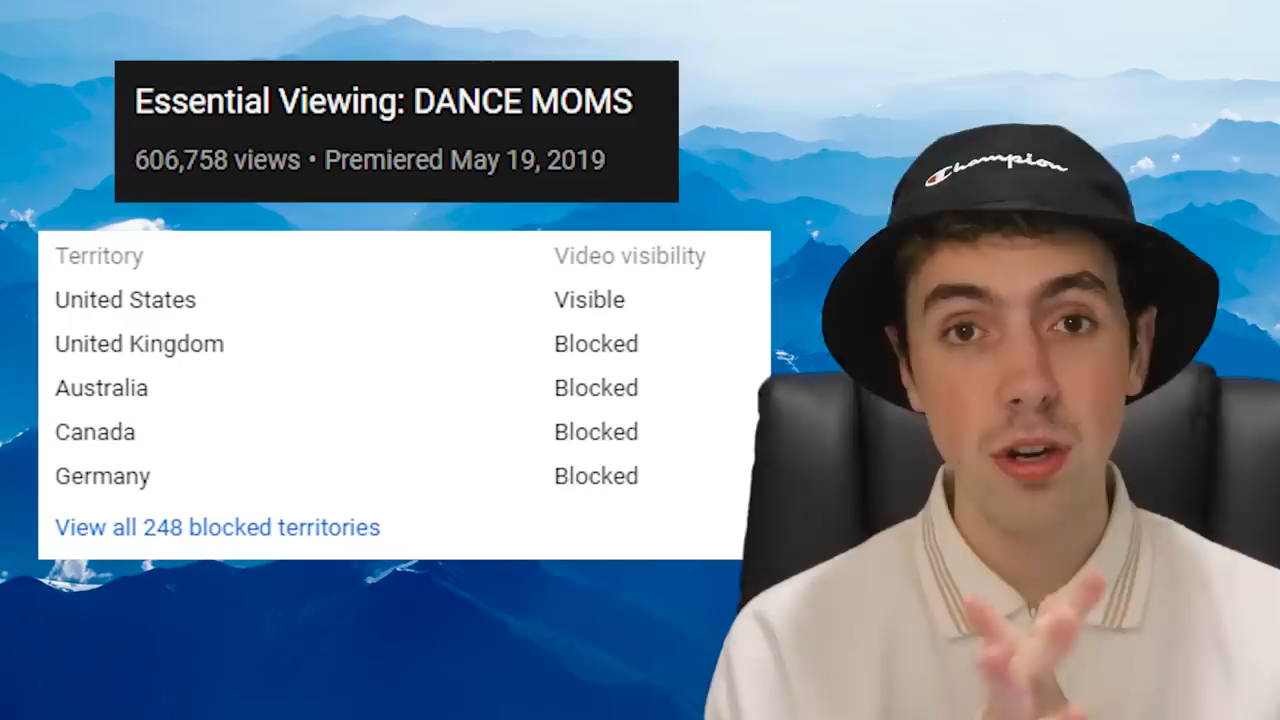 Essential Viewing: DANCE MOMS
606,758 views • Premiered May 19, 2019
Territory Video visibility
United States Visible
United Kingdom Blocked
Australia Blocked
Canada Blocked
Germany Blocked
View all 248 blocked territories
Champion